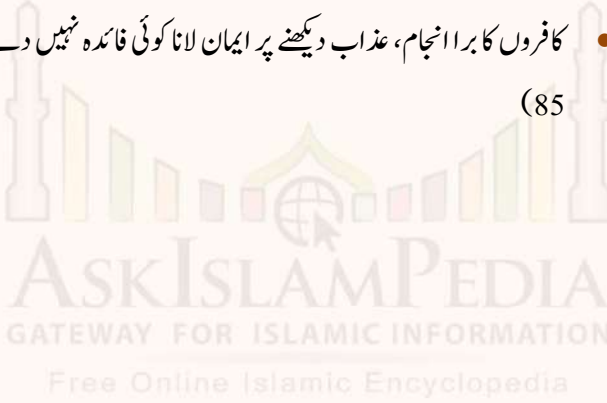 • کافروں کا برا انجام، عذاب دیکھنے پر ایمان لانا کوئی فائدہ نہیں دے
85)
ASKISLAMPEDIA
GATEWAY FOR ISLAMIC INFORMATION
Free Online Islamic Encyclopedia